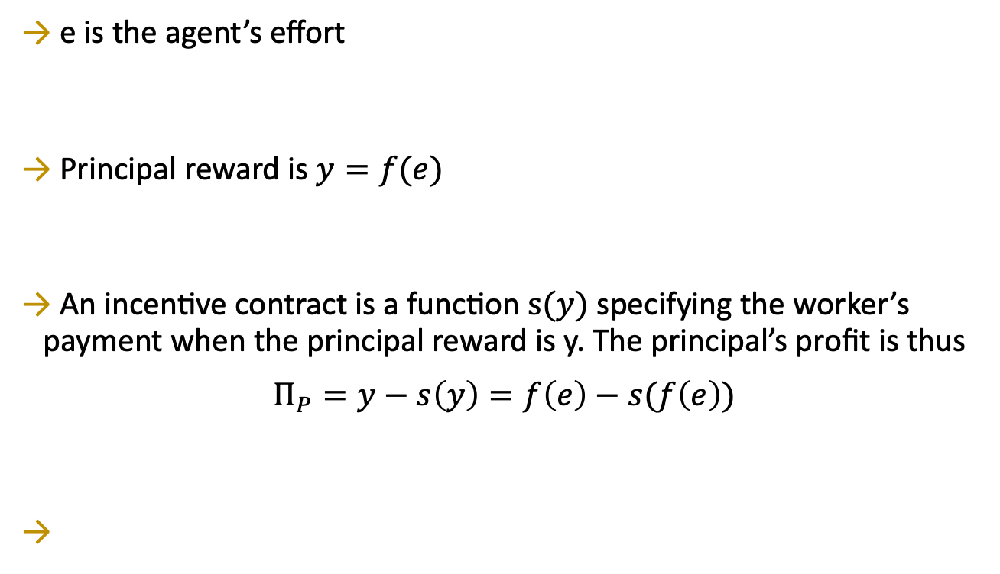 → e is the agent’s effort
→ Principal reward is 𝑦 = 𝑓(𝑒)
→ An incentive contract is a function s(𝑦) specifying the worker’s
payment when the principal reward is y. The principal’s profit is thus
Π_𝑃 = 𝑦 − 𝑠(𝑦) = 𝑓(𝑒) − 𝑠(𝑓(𝑒))
→